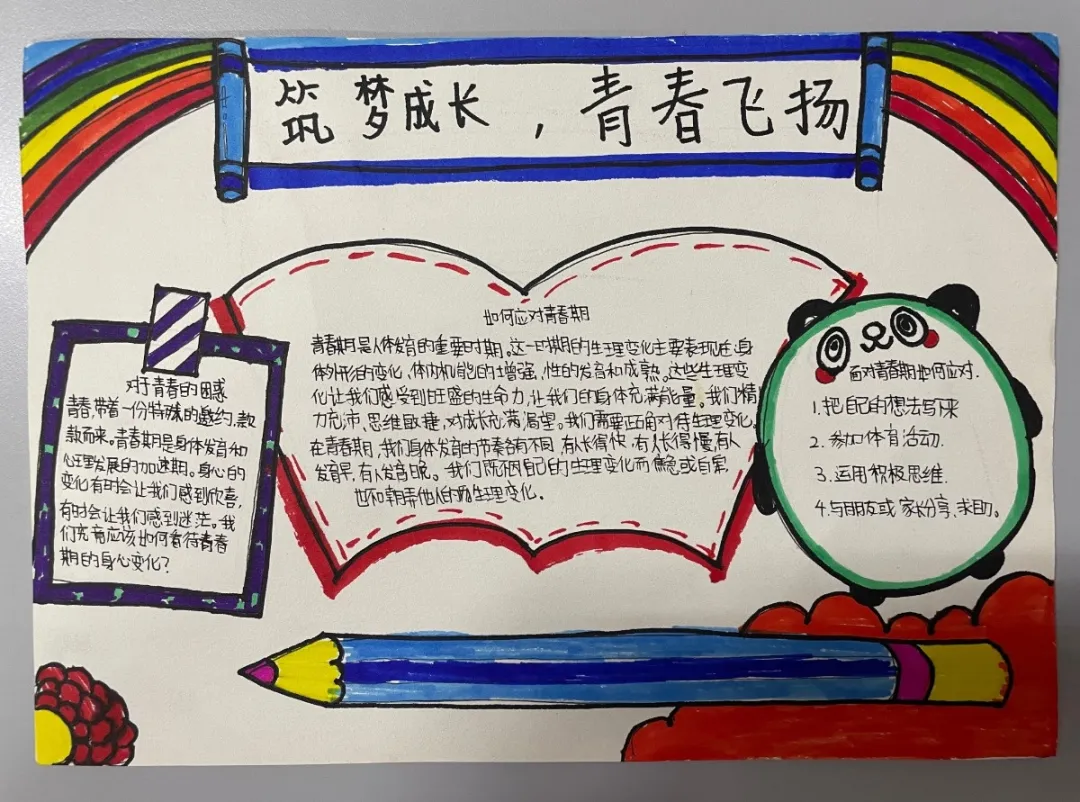 筑梦成长，青春飞扬
对于青春的困惑
青春,带着一份特殊的邀约,款
款而来。青春期是身体发育和
心理发展的加速期。身心的
变化有时会让我们感到欣喜,
有时会让我们感到迷茫。我
们究竟应该如何看待青春
期的身心变化?
如何应对青春期
青春期是人体发育的重要时期。这一时期的生理变化主要表现在:身
体外形的变化,体内机能的增强,性的发育和成熟。这些生理变
化让我们感受到旺盛的生命力,让我们的身体充满能量。我们精
力充沛,思维敏捷,对成长充满渴望。我们需要正确对待生理变化。
在青春期,我们身体发育的节奏各有不同,有人长得快,有人长得慢;有人
发育早,有人发育晚。我们不因自己的生理变化而自卑,
也不嘲弄他人的生理变化.
面对青春期如何应对.
1.把自己的想法写下来
2.参加体育活动.
3.运用积极思维.
4.与朋友或家长分享、求助。